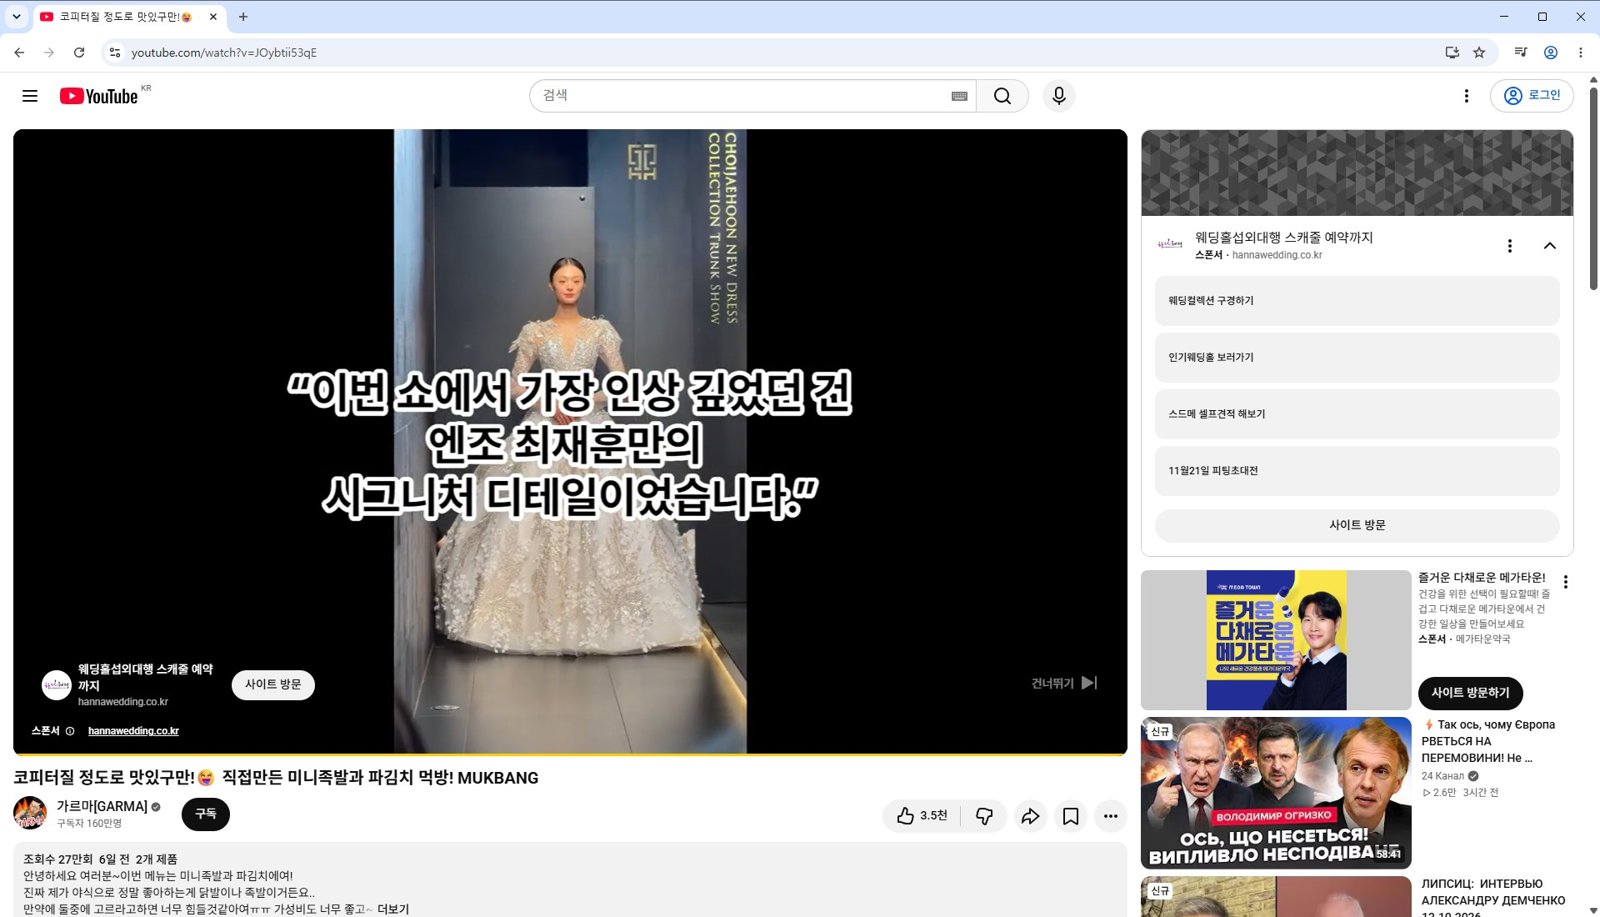 코피터질 정도로 맛있구만!😝
youtube.com/watch?v=JOybtii53qE
YouTube KR
검색
로그인
CHOIJAEHOON NEW DRESS
COLLECTION TRUNK SHOW
“이번 쇼에서 가장 인상 깊었던 건
엔조 최재훈만의
시그니처 디테일이었습니다.”
웨딩홀섭외대행 스캐줄 예약
까지
hannawedding.co.kr
사이트 방문
건너뛰기
스폰서
hannawedding.co.kr
코피터질 정도로 맛있구만!😝 직접만든 미니족발과 파김치 먹방! MUKBANG
가르마[GARMA]
구독자 160만명
구독
3.5천
조회수 27만회 6일 전 2개 제품
안녕하세요 여러분~이번 메뉴는 미니족발과 파김치에여!
진짜 제가 야식으로 정말 좋아하는게 닭발이나 족발이거든요..
만약에 둘중에 고르라고하면 너무 힘들것같아여ㅠㅠ 가성비도 너무 좋고~ 더보기
웨딩홀섭외대행 스캐줄 예약까지
스폰서 · hannawedding.co.kr
웨딩컬렉션 구경하기
인기웨딩홀 보러가기
스드메 셀프견적 해보기
11월21일 피팅초대전
사이트 방문
MEGA TOWN
즐거운
다채로운
메가타운
즐거운 다채로운 메가타운!
건강을 위한 선택이 필요할때! 즐
겁고 다채로운 메가타운에서 건
강한 일상을 만들어보세요
스폰서 · 메가타운약국
사이트 방문하기
신규
ВОЛОДИМИР ОГРИЗКО
ОСЬ, ЩО НЕСЕТЬСЯ!
ВИПЛИВЛО НЕСПОДІВАНЕ
58:41
⚡Так ось, чому Європа
РВЕТЬСЯ НА
ПЕРЕМОВИНИ! Не ...
24 Канал
2.6만 3시간 전
신규
ЛИПСИЦ: ИНТЕРВЬЮ
АЛЕКСАНДРУ ДЕМЧЕНКО
12.10.2026